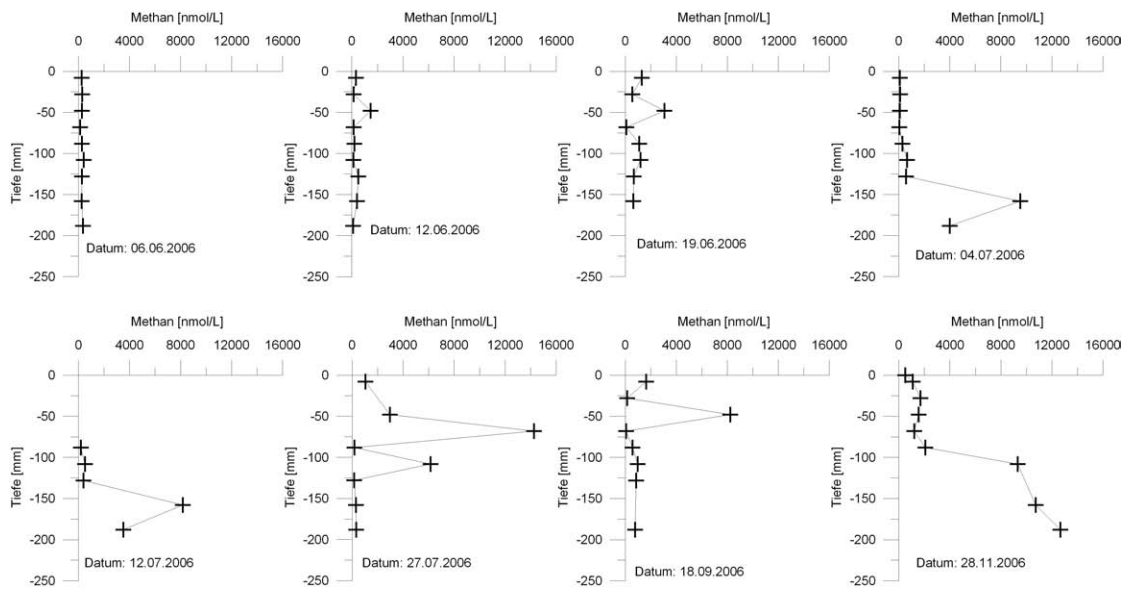 Methan [nmol/L] Methan [nmol/L] Methan [nmol/L] Methan [nmol/L]
0 4000 8000 12000 16000 0 4000 8000 12000 16000 0 4000 8000 12000 16000 0 4000 8000 12000 16000
0 0 0 0
-50 -50 -50 -50
-100 -100 -100 -100
Tiefe [mm] Tiefe [mm] Tiefe [mm] Tiefe [mm]
-150 -150 -150 -150
-200 -200 -200 -200
Datum: 06.06.2006 Datum: 12.06.2006 Datum: 19.06.2006 Datum: 04.07.2006
-250 -250 -250 -250
Methan [nmol/L] Methan [nmol/L] Methan [nmol/L] Methan [nmol/L]
0 4000 8000 12000 16000 0 4000 8000 12000 16000 0 4000 8000 12000 16000 0 4000 8000 12000 16000
0 0 0 0
-50 -50 -50 -50
-100 -100 -100 -100
Tiefe [mm] Tiefe [mm] Tiefe [mm] Tiefe [mm]
-150 -150 -150 -150
-200 -200 -200 -200
Datum: 12.07.2006 Datum: 27.07.2006 Datum: 18.09.2006 Datum: 28.11.2006
-250 -250 -250 -250